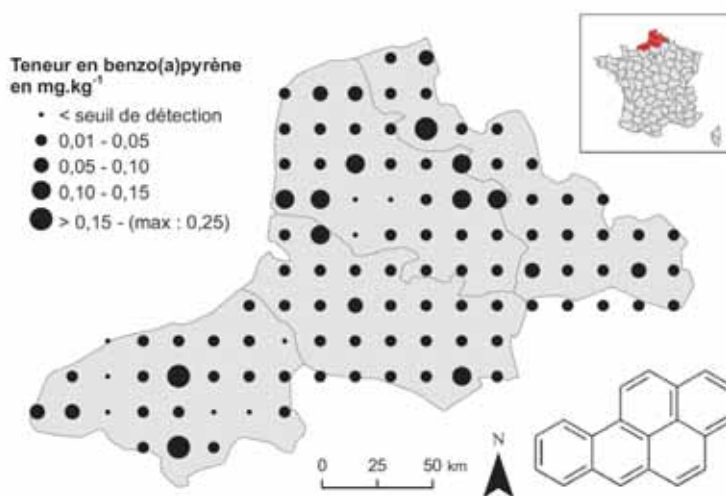 Teneur en benzo(a)pyrène
en mg.kg-1
< seuil de détection
0,01 - 0,05
0,05 - 0,10
0,10 - 0,15
> 0,15 - (max : 0,25)
N
0 25 50 km